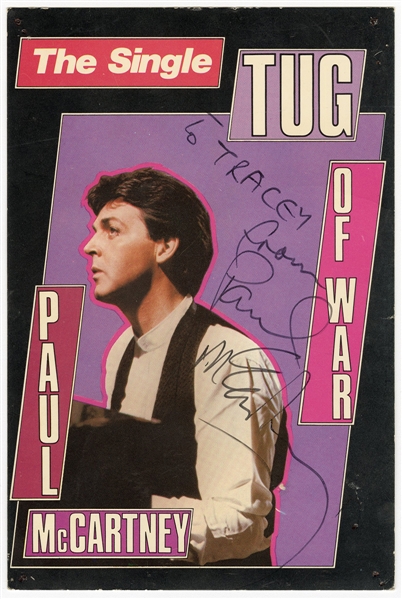 The Single
TUG
OF WAR
to TRACEY
from
Paul
McCartney
PAUL
McCARTNEY